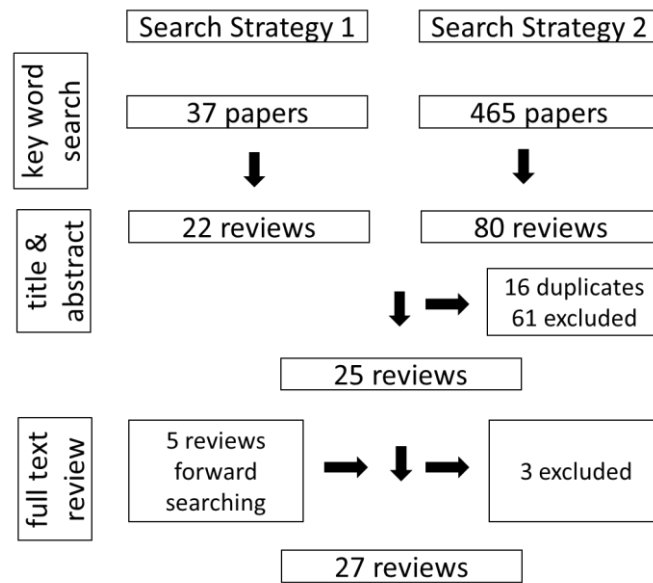 Search Strategy 1
Search Strategy 2
key word
search
37 papers
465 papers
title &
abstract
22 reviews
80 reviews
16 duplicates
61 excluded
25 reviews
full text
review
5 reviews
forward
searching
3 excluded
27 reviews